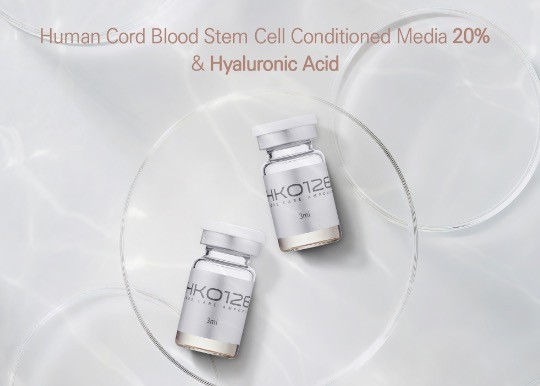 Human Cord Blood Stem Cell Conditioned Media 20%
& Hyaluronic Acid
HKO128
3ml
HKO128
3ml